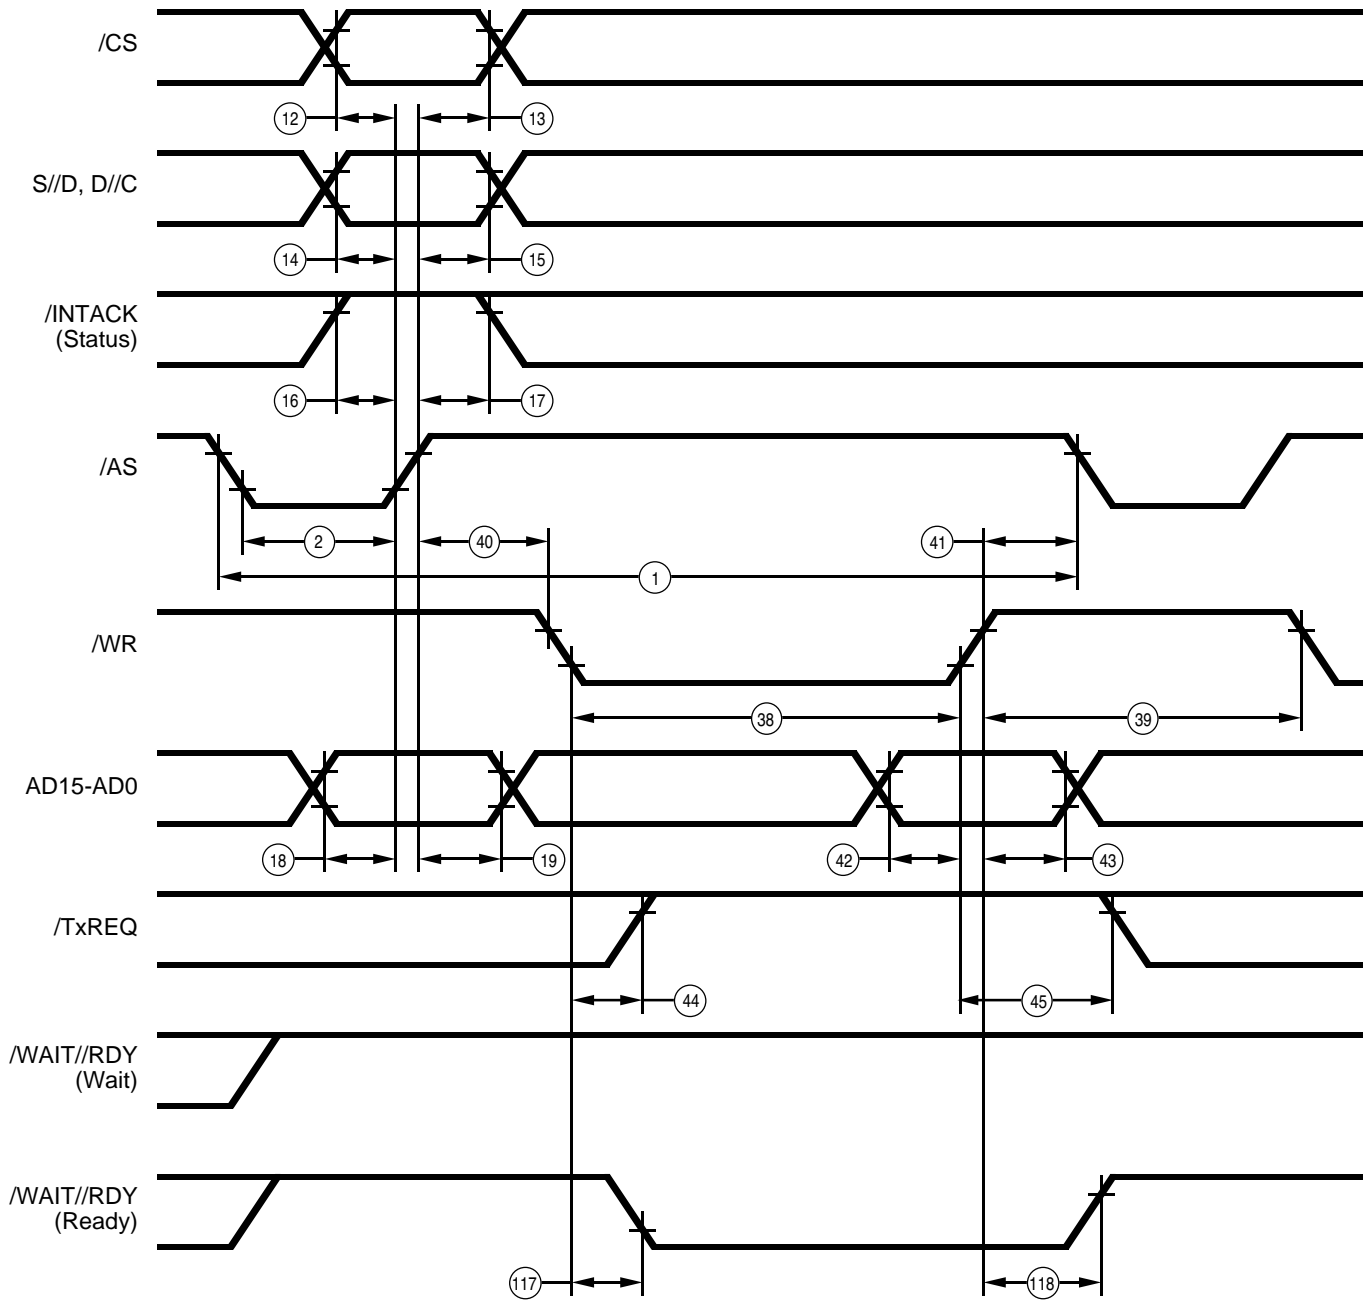 /CS
12
13
S//D, D//C
14
15
/INTACK
(Status)
16
17
/AS
2
40
41
1
/WR
38
39
AD15-AD0
18
19
42
43
/TxREQ
44
45
/WAIT//RDY
(Wait)
/WAIT//RDY
(Ready)
117
118